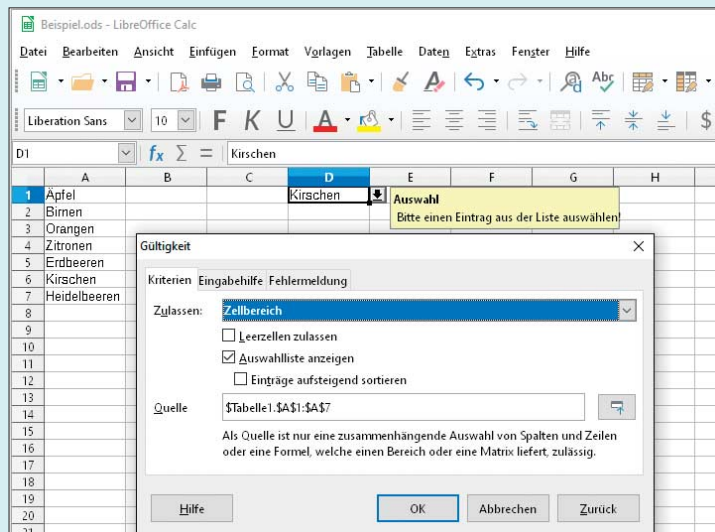 Beispiel.ods - LibreOffice Calc
Datei Bearbeiten Ansicht Einfügen Format Vorlagen Tabelle Daten Extras Fenster Hilfe
Abc
Liberation Sans 10 F K U A $
D1 fx Σ = Kirschen
A B C D E F G H
1 Äpfel Kirschen Auswahl
2 Birnen Bitte einen Eintrag aus der Liste auswählen!
3 Orangen
4 Zitronen Gültigkeit
5 Erdbeeren
6 Kirschen Kriterien Eingabehilfe Fehlermeldung
7 Heidelbeeren
8 Zulassen: Zellbereich
9
10 Leerzellen zulassen
11 Auswahlliste anzeigen
12 Einträge aufsteigend sortieren
13
14 Quelle $Tabelle1.$A$1:$A$7
15
16 Als Quelle ist nur eine zusammenhängende Auswahl von Spalten und Zeilen
17 oder eine Formel, welche einen Bereich oder eine Matrix liefert, zulässig.
18
19
20 Hilfe OK Abbrechen Zurück
21